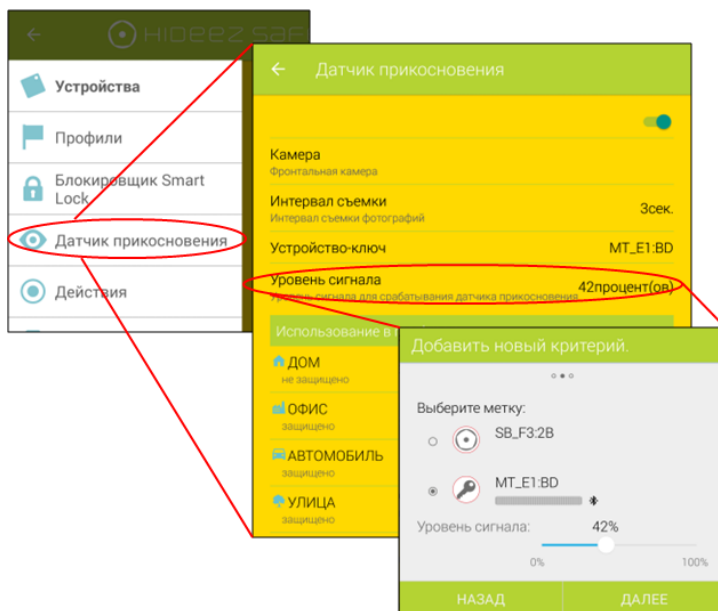 HIDEEZ SAF
Устройства
Профили
Блокировщик Smart
Lock
Датчик прикосновения
Действия
Датчик прикосновения
Камера
Фронтальная камера
Интервал съемки
Интервал съемки фотографий
3сек.
Устройство-ключ
MT_E1:BD
Уровень сигнала
Уровень сигнала для срабатывания датчика прикосновения
42процент(ов)
Использование в
ДОМ
не защищено
ОФИС
защищено
АВТОМОБИЛЬ
защищено
УЛИЦА
защищено
Добавить новый критерий.
Выберите метку:
SB_F3:2B
MT_E1:BD
Уровень сигнала:
42%
0%
100%
НАЗАД
ДАЛЕЕ